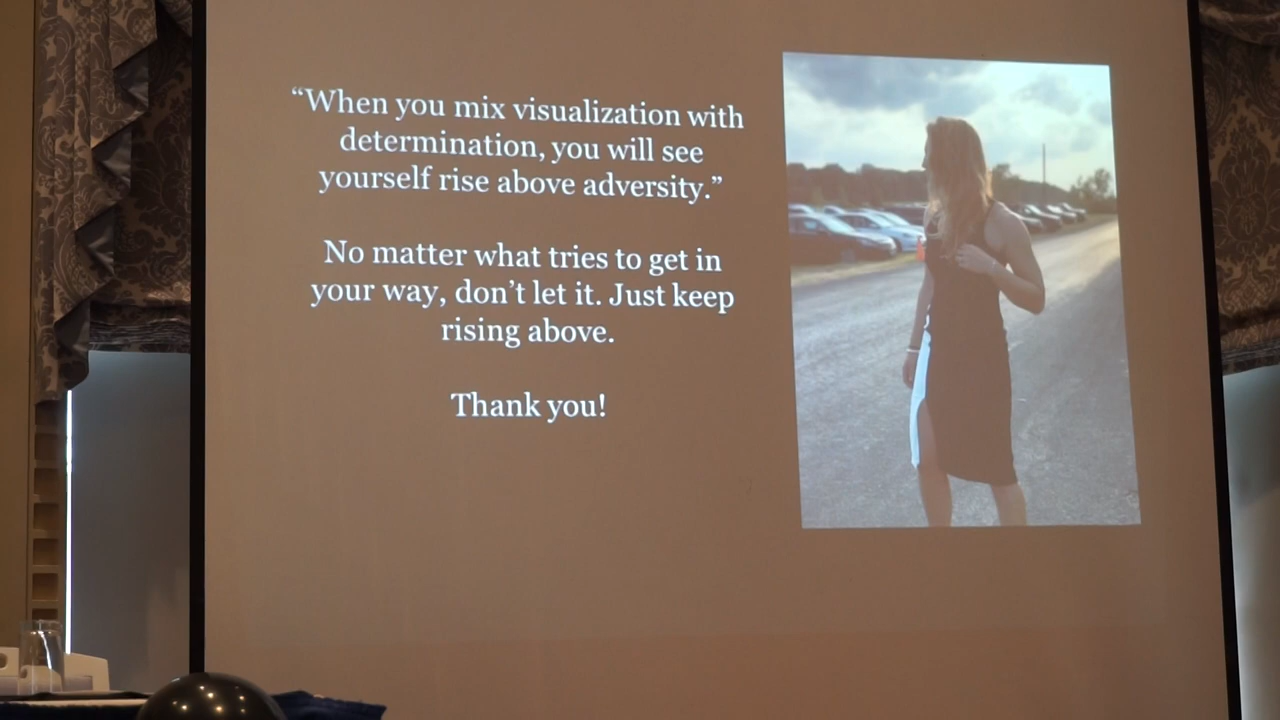 “When you mix visualization with
determination, you will see
yourself rise above adversity.”
No matter what tries to get in
your way, don’t let it. Just keep
rising above.
Thank you!